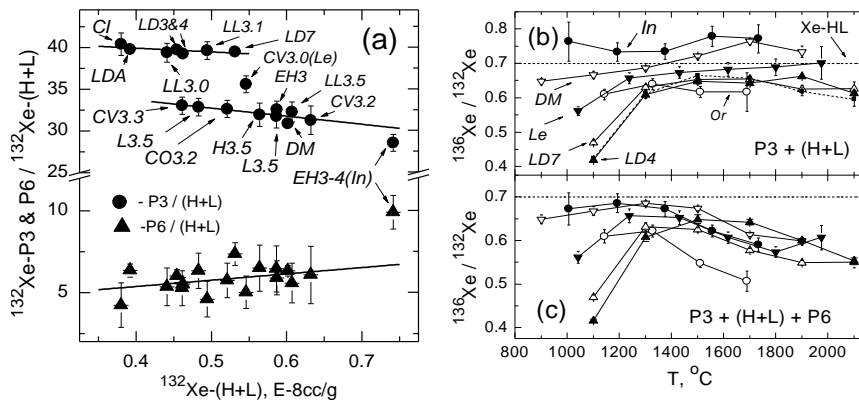 (a)
CI
LD3&4
LL3.1
LD7
CV3.0(Le)
LDA
LL3.0
EH3
LL3.5
CV3.3
CV3.2
L3.5
CO3.2
H3.5
L3.5
DM
EH3-4(In)
- P3 / (H+L)
-P6 / (H+L)
40
35
30
25
10
5
0.4 0.5 0.6 0.7 0.8
¹³²Xe-(H+L), E-8cc/g
¹³²Xe-P3 & P6 / ¹³²Xe-(H+L)
(b)
In
Xe-HL
DM
Le
Or
LD7
LD4
P3 + (H+L)
0.8
0.7
0.6
0.5
0.4
¹³⁶Xe / ¹³²Xe
(c)
P3 + (H+L) + P6
0.7
0.6
0.5
0.4
¹³⁶Xe / ¹³²Xe
800 1000 1200 1400 1600 1800 2000
T, °C